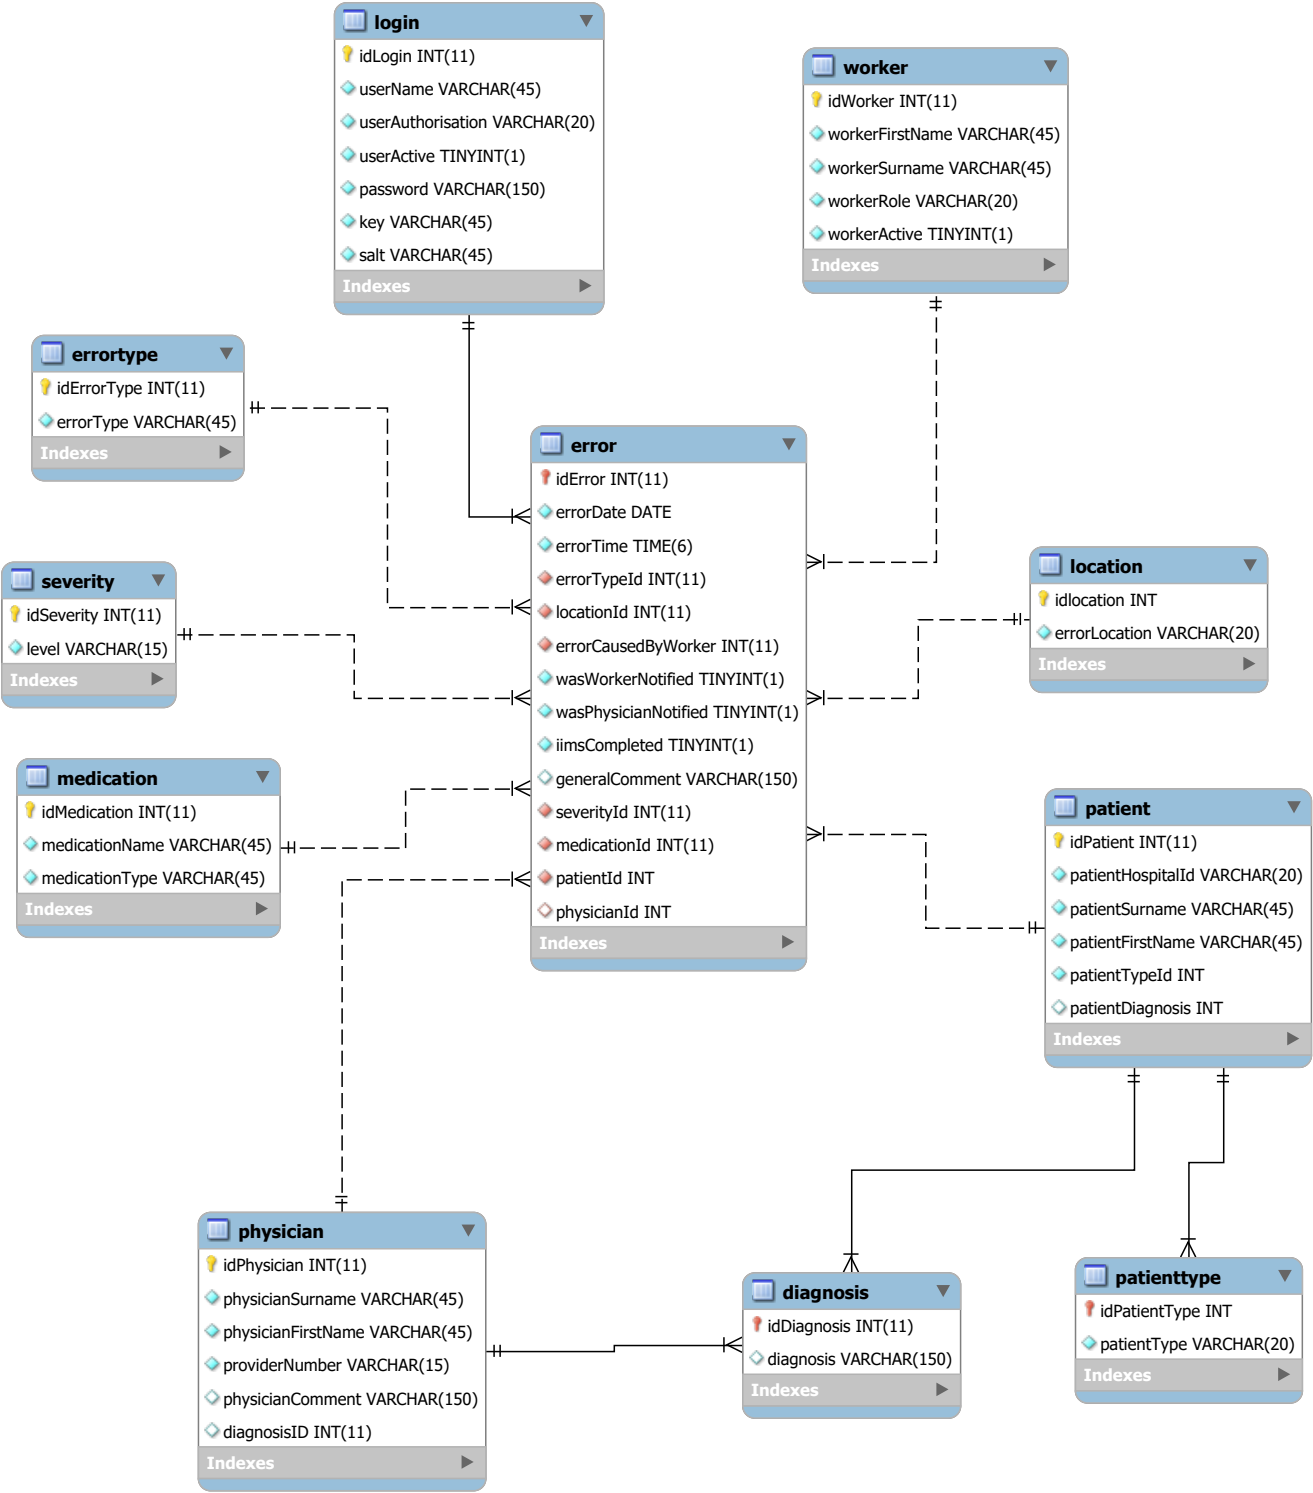 login
idLogin INT(11)
userName VARCHAR(45)
userAuthorisation VARCHAR(20)
userActive TINYINT(1)
password VARCHAR(150)
key VARCHAR(45)
salt VARCHAR(45)
Indexes
worker
idWorker INT(11)
workerFirstName VARCHAR(45)
workerSurname VARCHAR(45)
workerRole VARCHAR(20)
workerActive TINYINT(1)
Indexes
errortype
idErrorType INT(11)
errorType VARCHAR(45)
Indexes
error
idError INT(11)
errorDate DATE
errorTime TIME(6)
errorTypeId INT(11)
locationId INT(11)
errorCausedByWorker INT(11)
wasWorkerNotified TINYINT(1)
wasPhysicianNotified TINYINT(1)
iimsCompleted TINYINT(1)
generalComment VARCHAR(150)
severityId INT(11)
medicationId INT(11)
patientId INT
physicianId INT
Indexes
severity
idSeverity INT(11)
level VARCHAR(15)
Indexes
location
idlocation INT
errorLocation VARCHAR(20)
Indexes
medication
idMedication INT(11)
medicationName VARCHAR(45)
medicationType VARCHAR(45)
Indexes
patient
idPatient INT(11)
patientHospitalId VARCHAR(20)
patientSurname VARCHAR(45)
patientFirstName VARCHAR(45)
patientTypeId INT
patientDiagnosis INT
Indexes
physician
idPhysician INT(11)
physicianSurname VARCHAR(45)
physicianFirstName VARCHAR(45)
providerNumber VARCHAR(15)
physicianComment VARCHAR(150)
diagnosisID INT(11)
Indexes
diagnosis
idDiagnosis INT(11)
diagnosis VARCHAR(150)
Indexes
patienttype
idPatientType INT
patientType VARCHAR(20)
Indexes